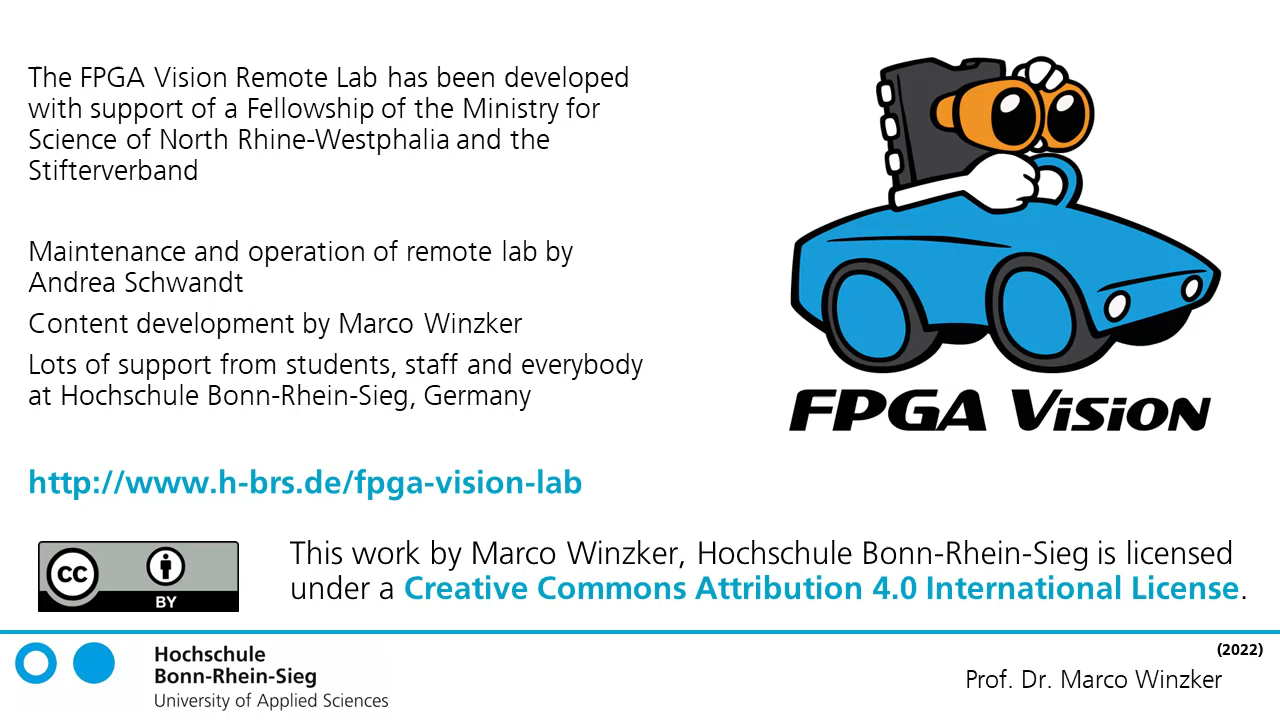 The FPGA Vision Remote Lab has been developed
with support of a Fellowship of the Ministry for
Science of North Rhine-Westphalia and the
Stifterverband
Maintenance and operation of remote lab by
Andrea Schwandt
Content development by Marco Winzker
Lots of support from students, staff and everybody
at Hochschule Bonn-Rhein-Sieg, Germany
FPGA Vision
http://www.h-brs.de/fpga-vision-lab
cc
BY
This work by Marco Winzker, Hochschule Bonn-Rhein-Sieg is licensed
under a Creative Commons Attribution 4.0 International License.
Hochschule
Bonn-Rhein-Sieg
University of Applied Sciences
(2022)
Prof. Dr. Marco Winzker